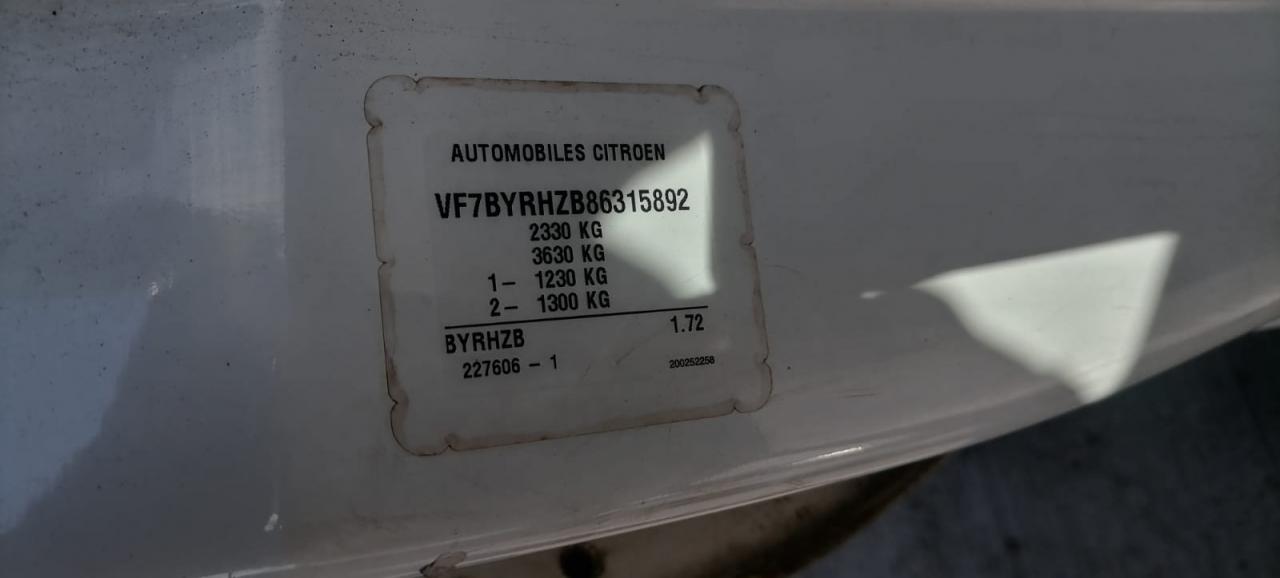 AUTOMOBILES CITROEN
VF7BYRHZB86315892
2330 KG
3630 KG
1- 1230 KG
2- 1300 KG
BYRHZB 1.72
227606 - 1 200252258